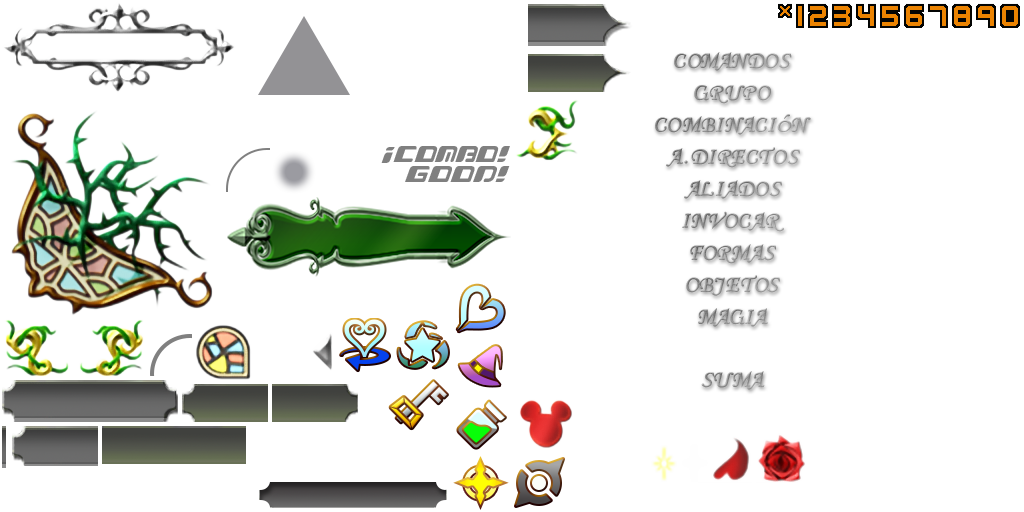 ×1234567890
COMANDOS
GRUPO
COMBINACIÓN
A.DIRECTOS
¡COMBO!
GOOD!
ALIADOS
INVOCAR
FORMAS
OBJETOS
MAGIA
SUMA